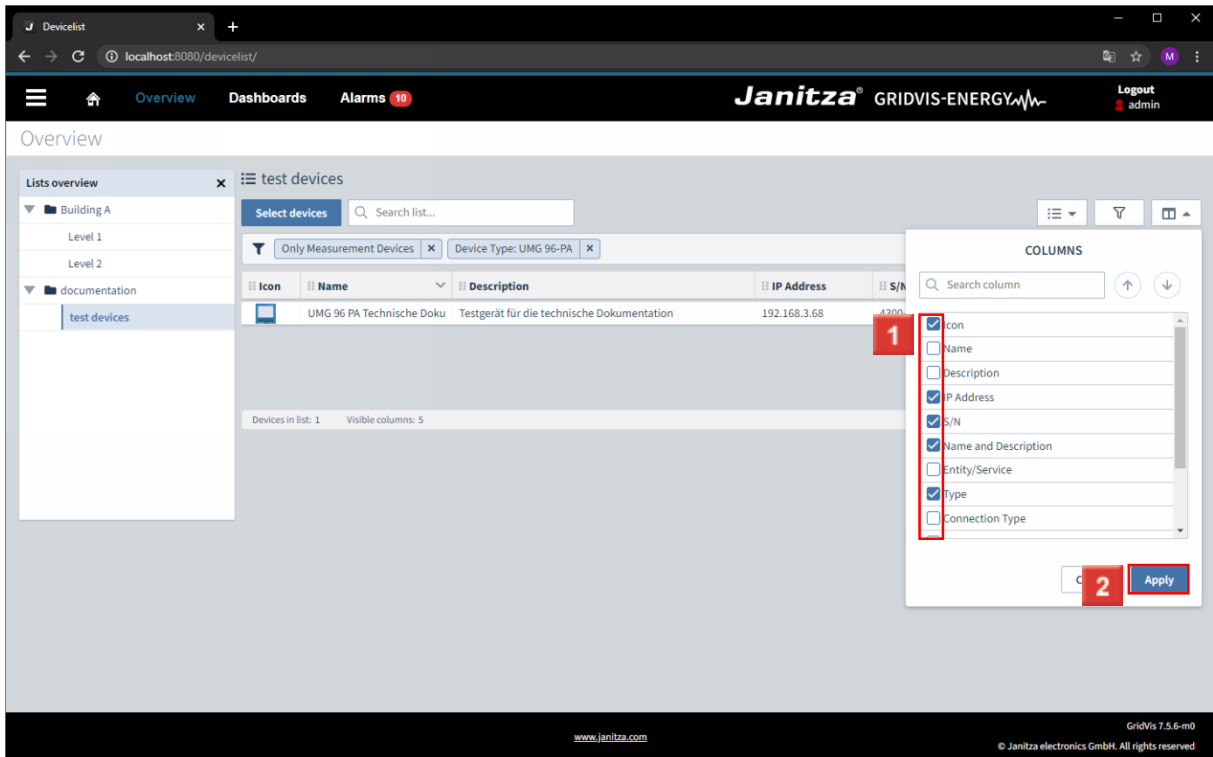 Devicelist
localhost:8080/devicelist/
M
Overview Dashboards Alarms 10 Janitza® GRIDVIS-ENERGY Logout
admin
Overview
Lists overview
Building A
Level 1
Level 2
documentation
test devices
test devices
Select devices Search list...
Only Measurement Devices Device Type: UMG 96-PA
Icon Name Description IP Address S/N
UMG 96 PA Technische Doku Testgerät für die technische Dokumentation 192.168.3.68
Devices in list: 1 Visible columns: 5
COLUMNS
Search column
1
Icon
Name
Description
IP Address
S/N
Name and Description
Entity/Service
Type
Connection Type
2 Apply
www.janitza.com
GridVis 7.5.6-m0
© Janitza electronics GmbH. All rights reserved